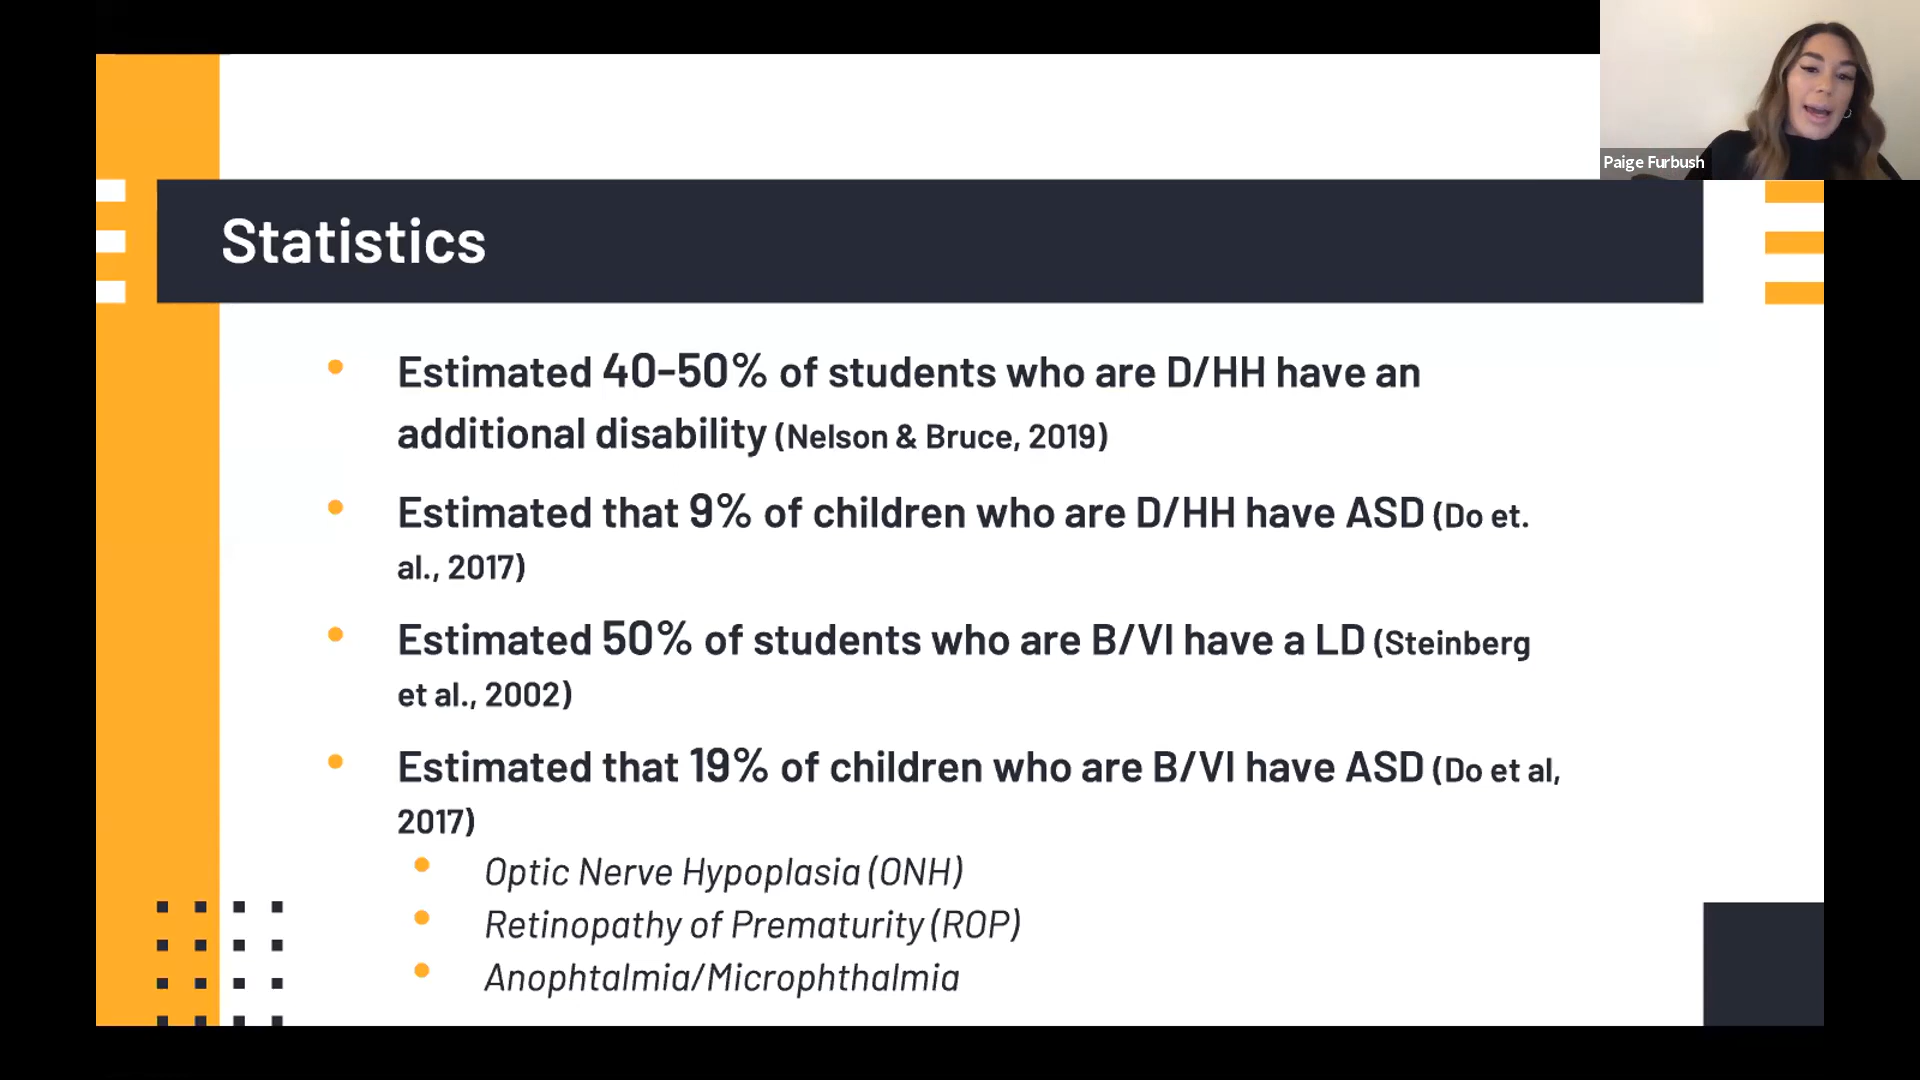 Paige Furbush
Statistics
Estimated 40-50% of students who are D/HH have an
additional disability (Nelson & Bruce, 2019)
Estimated that 9% of children who are D/HH have ASD (Do et.
al., 2017)
Estimated 50% of students who are B/VI have a LD (Steinberg
et al., 2002)
Estimated that 19% of children who are B/VI have ASD (Do et al,
2017)
Optic Nerve Hypoplasia (ONH)
Retinopathy of Prematurity (ROP)
Anophtalmia/Microphthalmia